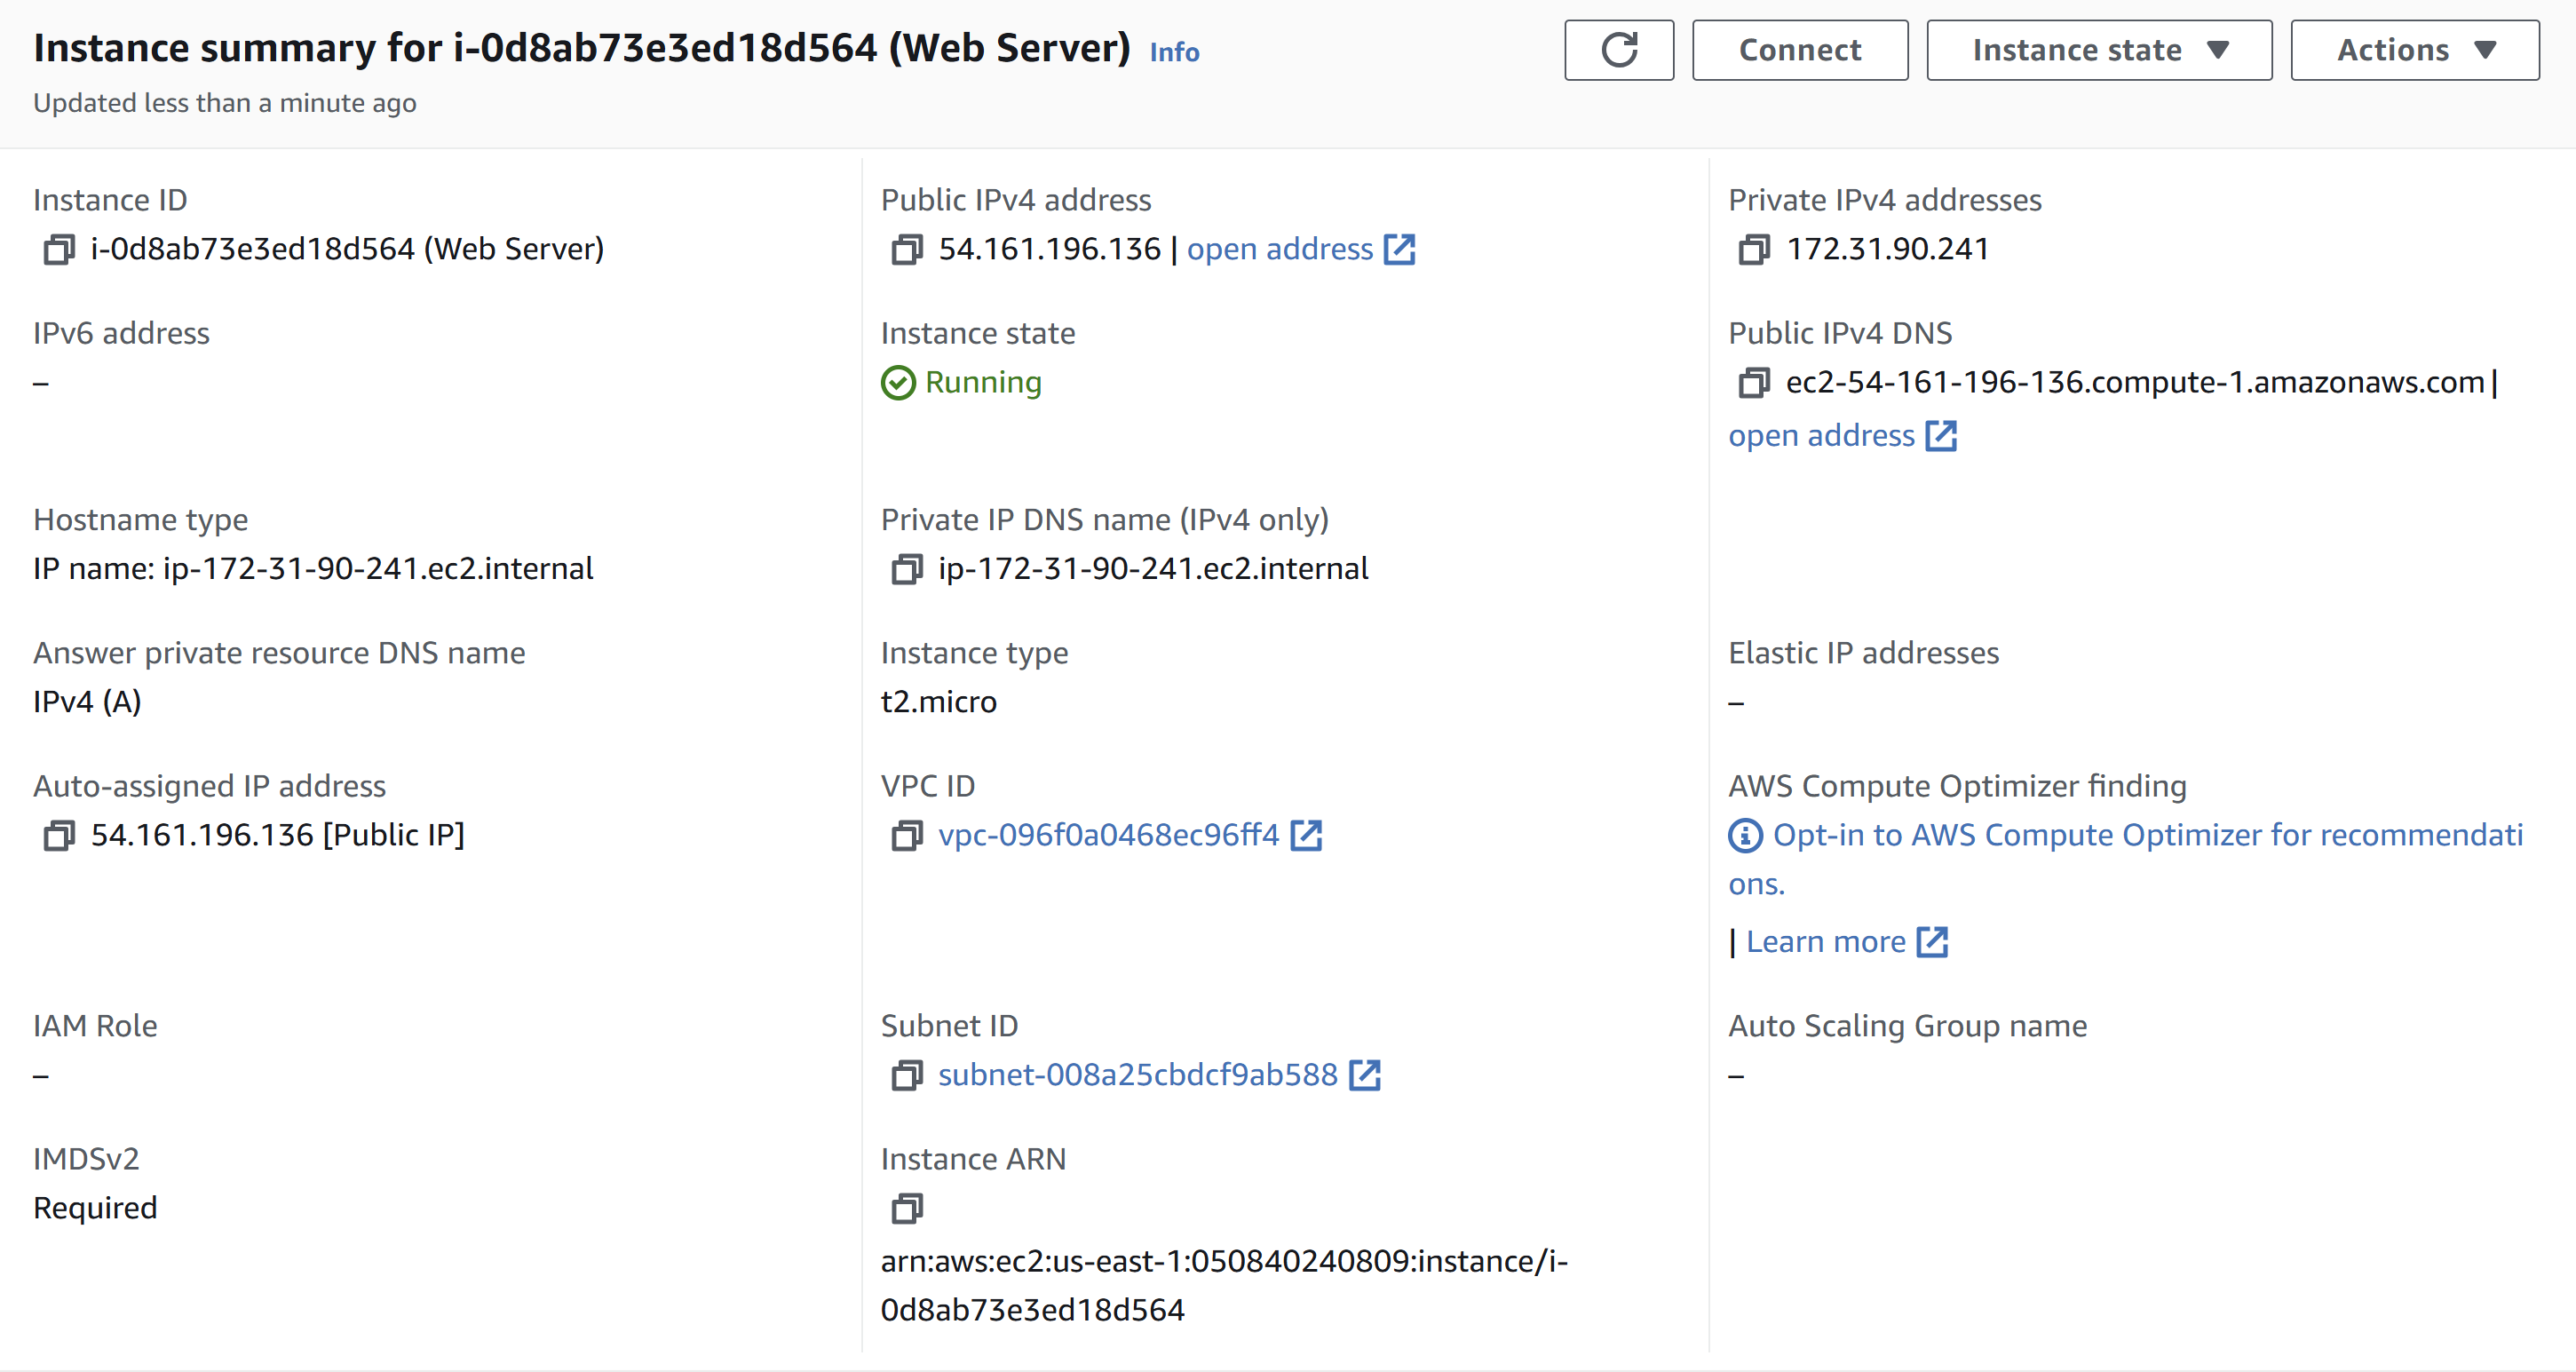 Instance summary for i-0d8ab73e3ed18d564 (Web Server) Info
Updated less than a minute ago
Connect
Instance state
Actions
Instance ID
i-0d8ab73e3ed18d564 (Web Server)
Public IPv4 address
54.161.196.136 | open address
Private IPv4 addresses
172.31.90.241
IPv6 address
–
Instance state
Running
Public IPv4 DNS
ec2-54-161-196-136.compute-1.amazonaws.com |
open address
Hostname type
IP name: ip-172-31-90-241.ec2.internal
Private IP DNS name (IPv4 only)
ip-172-31-90-241.ec2.internal
Answer private resource DNS name
IPv4 (A)
Instance type
t2.micro
Elastic IP addresses
–
Auto-assigned IP address
54.161.196.136 [Public IP]
VPC ID
vpc-096f0a0468ec96ff4
AWS Compute Optimizer finding
Opt-in to AWS Compute Optimizer for recommendati
ons.
| Learn more
IAM Role
–
Subnet ID
subnet-008a25cbdcf9ab588
Auto Scaling Group name
–
IMDSv2
Required
Instance ARN
arn:aws:ec2:us-east-1:050840240809:instance/i-
0d8ab73e3ed18d564